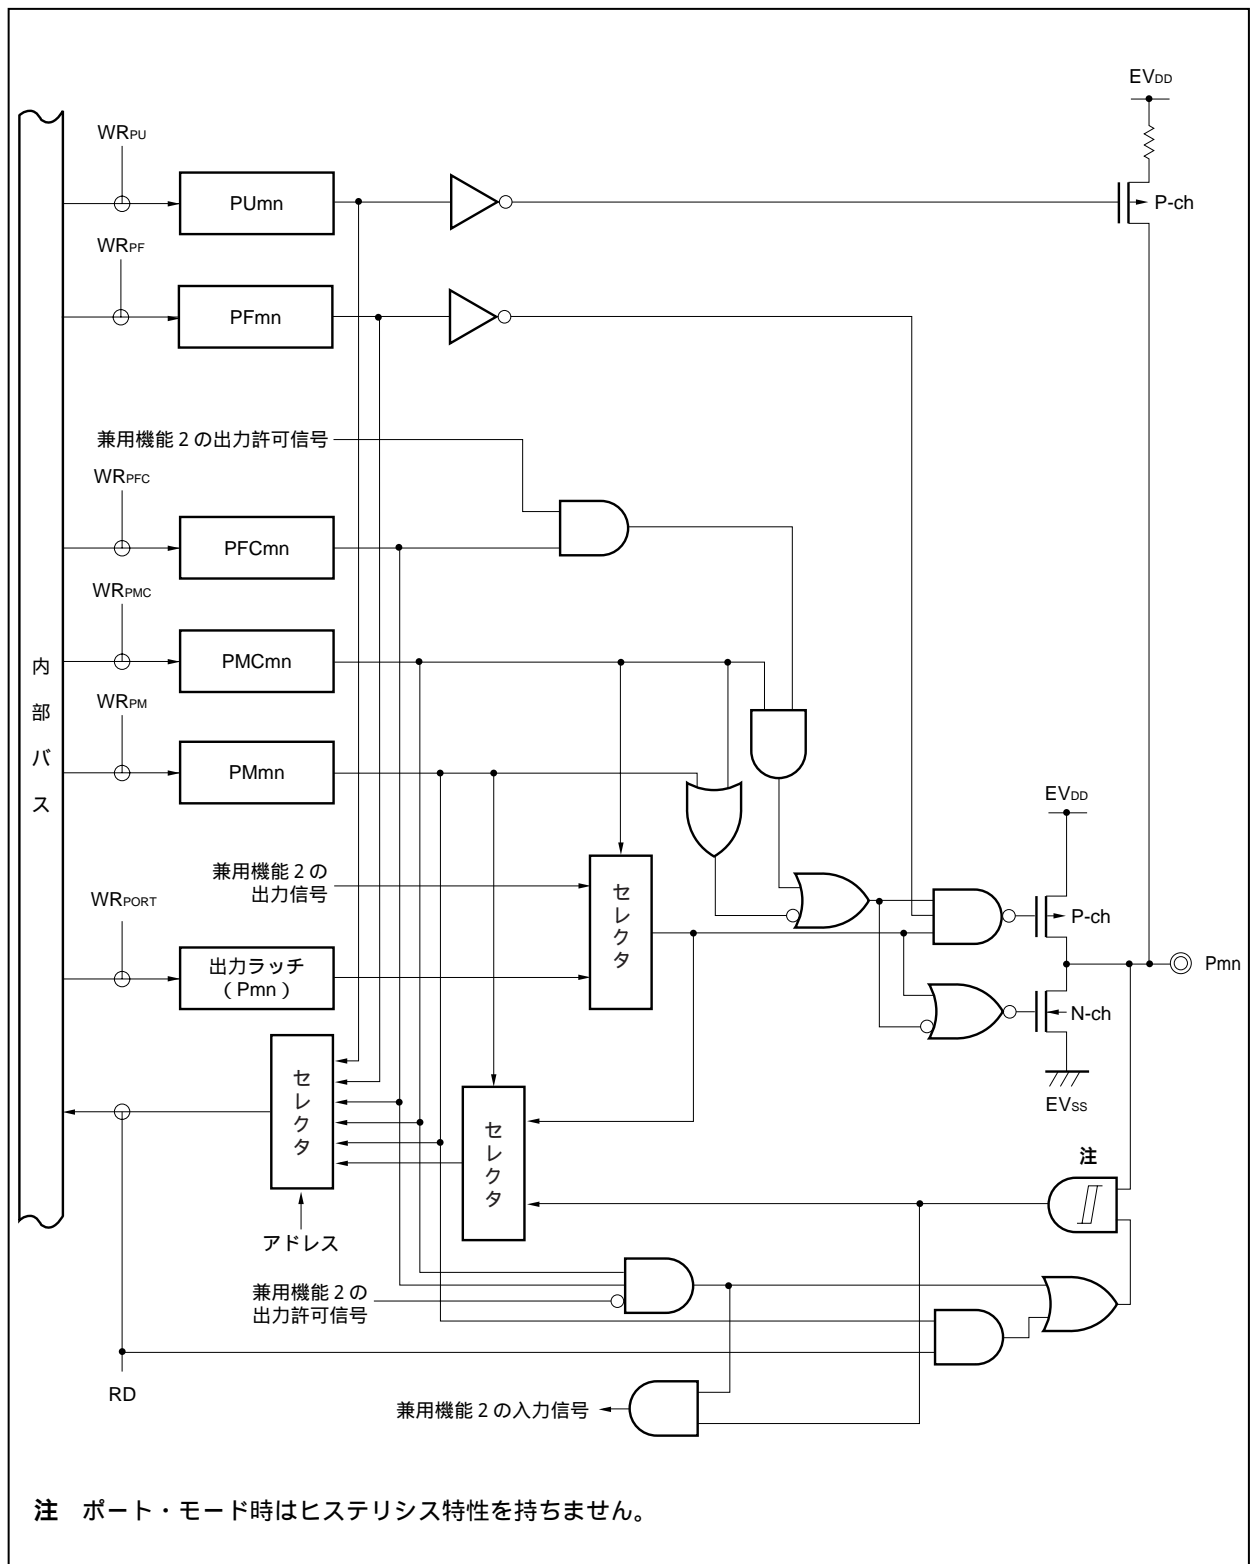 EVDD
WRPU
PUmn
P-ch
WRPF
PFmn
兼用機能2の出力許可信号
WRPFC
PFCmn
WRPMC
PMCmn
内部バス
WRPM
PMmn
EVDD
兼用機能2の
出力信号
セレクタ
WRPORT
P-ch
出力ラッチ
(Pmn)
Pmn
N-ch
EVSS
セレクタ
セレクタ
注
アドレス
兼用機能2の
出力許可信号
RD
兼用機能2の入力信号
注 ポート・モード時はヒステリシス特性を持ちません。